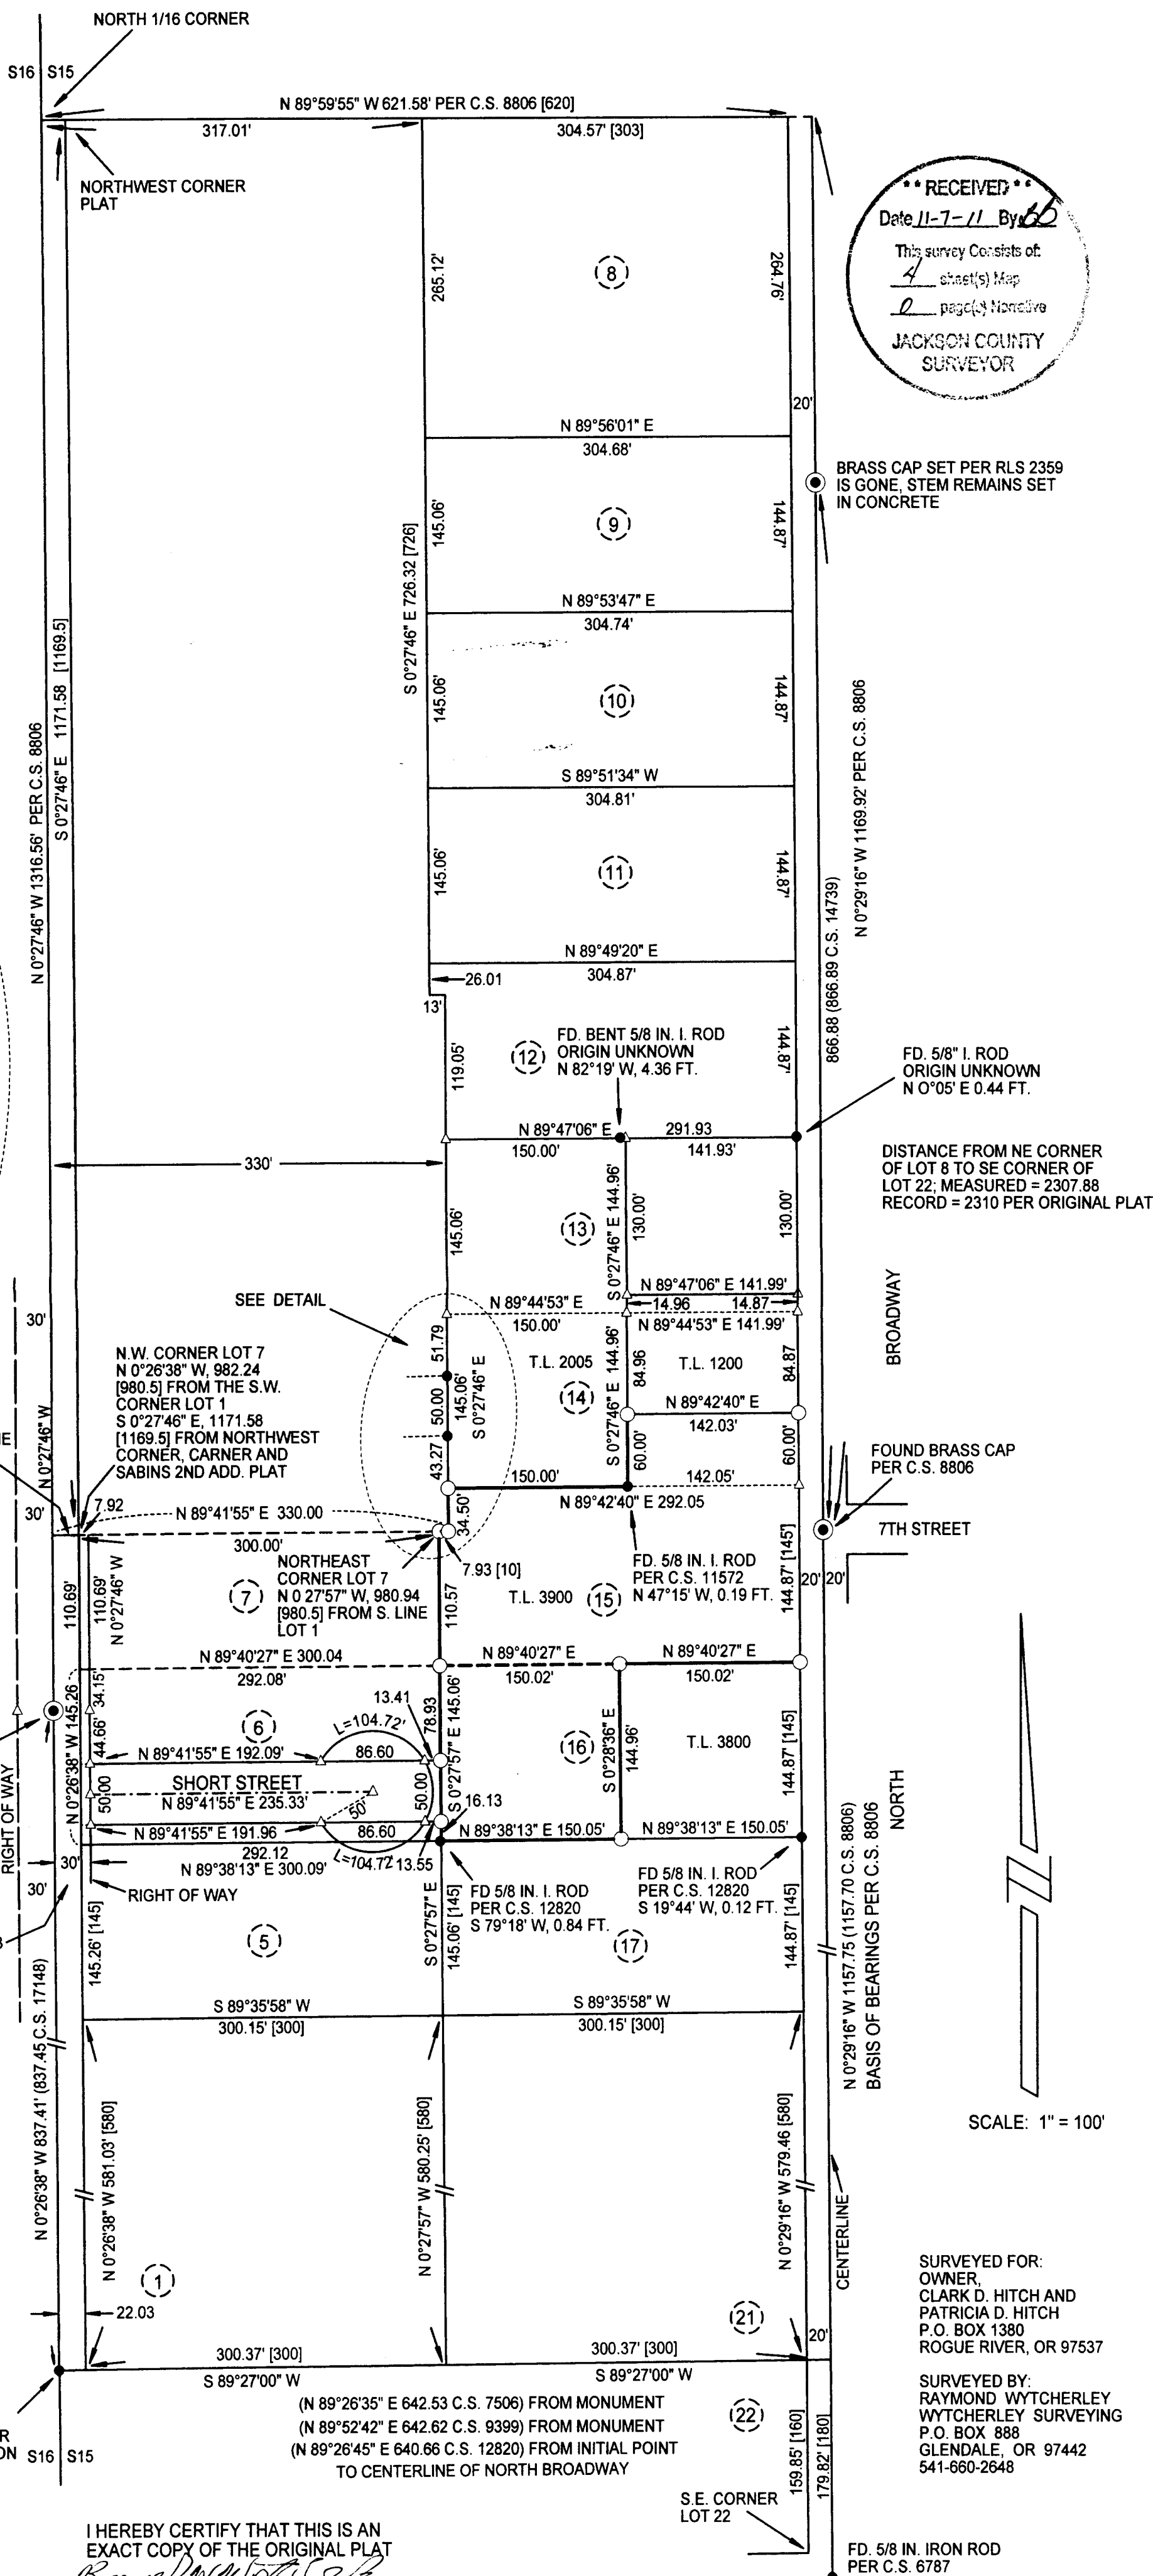 NORTH 1/16 CORNER
S16 S15
N 89°59'55" W 621.58' PER C.S. 8806 [620]
317.01'
304.57' [303]
NORTHWEST CORNER
PLAT
** RECEIVED **
Date 11-7-11 By
This survey Consists of:
4 sheet(s) Map
0 page(s) Narrative
JACKSON COUNTY
SURVEYOR
265.12'
8
264.76'
20'
N 89°56'01" E
304.68'
BRASS CAP SET PER RLS 2359
IS GONE, STEM REMAINS SET
IN CONCRETE
S 0°27'46" E 726.32 [726]
145.06'
9
144.87'
N 89°53'47" E
304.74'
145.06'
10
144.87'
S 89°51'34" W
304.81'
N 0°27'46" W 1316.56' PER C.S. 8806
S 0°27'46" E 1171.58 [1169.5]
N 0°29'16" W 1169.92' PER C.S. 8806
866.88 (866.89 C.S. 14739)
145.06'
11
144.87'
N 89°49'20" E
304.87'
26.01
13'
119.05'
12
FD. BENT 5/8 IN. I. ROD
ORIGIN UNKNOWN
N 82°19' W, 4.36 FT.
144.87'
FD. 5/8" I. ROD
ORIGIN UNKNOWN
N O°05' E 0.44 FT.
N 89°47'06" E 291.93
150.00' 141.93'
330'
DISTANCE FROM NE CORNER
OF LOT 8 TO SE CORNER OF
LOT 22; MEASURED = 2307.88
RECORD = 2310 PER ORIGINAL PLAT
145.06'
13
S 0°27'46" E 144.96'
130.00'
130.00'
N 89°47'06" E 141.99'
14.96 14.87'
SEE DETAIL
N 89°44'53" E
150.00'
N 89°44'53" E 141.99'
BROADWAY
30'
N.W. CORNER LOT 7
N 0°26'38" W, 982.24
[980.5] FROM THE S.W.
CORNER LOT 1
S 0°27'46" E, 1171.58
[1169.5] FROM NORTHWEST
CORNER, CARNER AND
SABINS 2ND ADD. PLAT
N 0°27'46" W
51.79
50.00
43.27
145.06'
S 0°27'46" E
T.L. 2005
14
S 0°27'46" E 144.96'
84.96
60.00'
T.L. 1200
84.87
N 89°42'40" E
142.03'
60.00'
FOUND BRASS CAP
PER C.S. 8806
150.00' 142.05'
N 89°42'40" E 292.05
7TH STREET
30'
7.92
N 89°41'55" E 330.00
300.00'
34.50'
7.93 [10]
NORTHEAST
CORNER LOT 7
N 0 27'57" W, 980.94
[980.5] FROM S. LINE
LOT 1
FD. 5/8 IN. I. ROD
PER C.S. 11572
N 47°15' W, 0.19 FT.
110.69'
110.69'
N 0°27'46" W
7
110.57
T.L. 3900
15
144.87' [145']
20' 20'
N 89°40'27" E 300.04
292.08'
N 89°40'27" E
150.02'
N 89°40'27" E
150.02'
N 0°26'38" W 145.26
34.15'
44.66'
50.00
6
L=104.72'
13.41
78.93
S 0°27'57" E 145.06'
N 89°41'55" E 192.09'
86.60
SHORT STREET
N 89°41'55" E 235.33'
50'
50.00
N 89°41'55" E 191.96
86.60
L=104.72'
13.55
16.13
16
S 0°28'36" E
144.96'
T.L. 3800
144.87' [145]
N 89°38'13" E 150.05'
N 89°38'13" E 150.05'
RIGHT OF WAY
292.12
N 89°38'13" E 300.09'
30'
30'
RIGHT OF WAY
FD 5/8 IN. I. ROD
PER C.S. 12820
S 79°18' W, 0.84 FT.
FD 5/8 IN. I. ROD
PER C.S. 12820
S 19°44' W, 0.12 FT.
NORTH
145.26' [145]
5
S 0°27'57" E
145.06' [145]
17
144.87' [145]
S 89°35'58" W
300.15' [300]
S 89°35'58" W
300.15' [300]
N 0°26'38" W 837.41' (837.45 C.S. 17148)
N 0°29'16" W 1157.75 (1157.70 C.S. 8806)
BASIS OF BEARINGS PER C.S. 8806
SCALE: 1" = 100'
N 0°26'38" W 581.03' [580]
N 0°27'57" W 580.25' [580]
N 0°29'16" W 579.46 [580]
CENTERLINE
1
22.03
21
20'
300.37' [300]
S 89°27'00" W
300.37' [300]
S 89°27'00" W
SURVEYED FOR:
OWNER,
CLARK D. HITCH AND
PATRICIA D. HITCH
P.O. BOX 1380
ROGUE RIVER, OR 97537
SURVEYED BY:
RAYMOND WYTCHERLEY
WYTCHERLEY SURVEYING
P.O. BOX 888
GLENDALE, OR 97442
541-660-2648
(N 89°26'35" E 642.53 C.S. 7506) FROM MONUMENT
(N 89°52'42" E 642.62 C.S. 9399) FROM MONUMENT
(N 89°26'45" E 640.66 C.S. 12820) FROM INITIAL POINT
TO CENTERLINE OF NORTH BROADWAY
22
S16 S15
159.85' [160]
179.82' [180]
S.E. CORNER
LOT 22
I HEREBY CERTIFY THAT THIS IS AN
EXACT COPY OF THE ORIGINAL PLAT
FD. 5/8 IN. IRON ROD
PER C.S. 6787